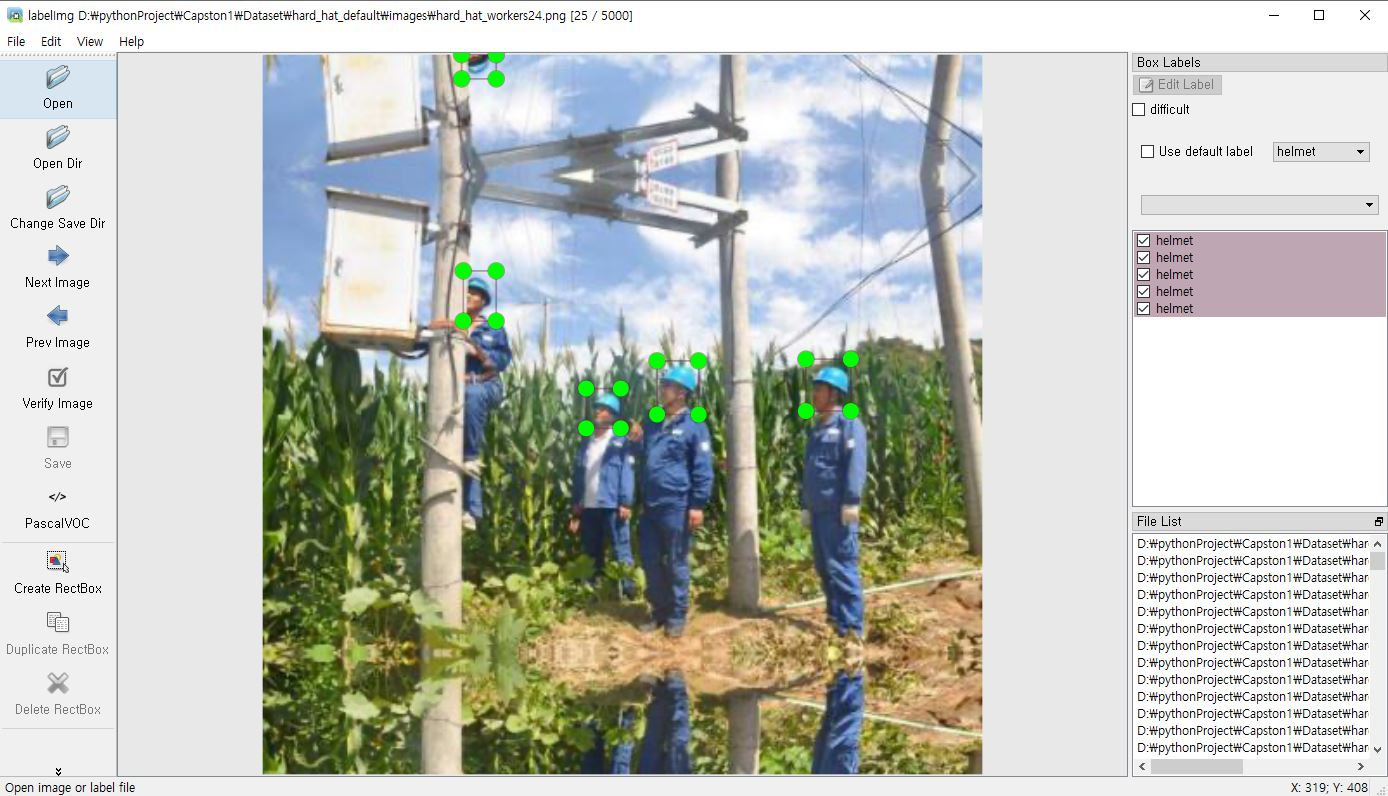 labelImg D:₩pythonProject₩Capston1₩Dataset₩hard_hat_default₩images₩hard_hat_workers24.png [25 / 5000]
File Edit View Help
Open
Open Dir
Change Save Dir
Next Image
Prev Image
Verify Image
Save
</>
PascalVOC
Create RectBox
Duplicate RectBox
Delete RectBox
Box Labels
Edit Label
difficult
Use default label helmet
helmet
helmet
helmet
helmet
helmet
File List
D:₩pythonProject₩Capston1₩Dataset₩har
D:₩pythonProject₩Capston1₩Dataset₩har
D:₩pythonProject₩Capston1₩Dataset₩har
D:₩pythonProject₩Capston1₩Dataset₩har
D:₩pythonProject₩Capston1₩Dataset₩har
D:₩pythonProject₩Capston1₩Dataset₩har
D:₩pythonProject₩Capston1₩Dataset₩har
D:₩pythonProject₩Capston1₩Dataset₩har
D:₩pythonProject₩Capston1₩Dataset₩har
D:₩pythonProject₩Capston1₩Dataset₩har
D:₩pythonProject₩Capston1₩Dataset₩har
D:₩pythonProject₩Capston1₩Dataset₩har
D:₩pythonProject₩Capston1₩Dataset₩har
Open image or label file
X: 319; Y: 408